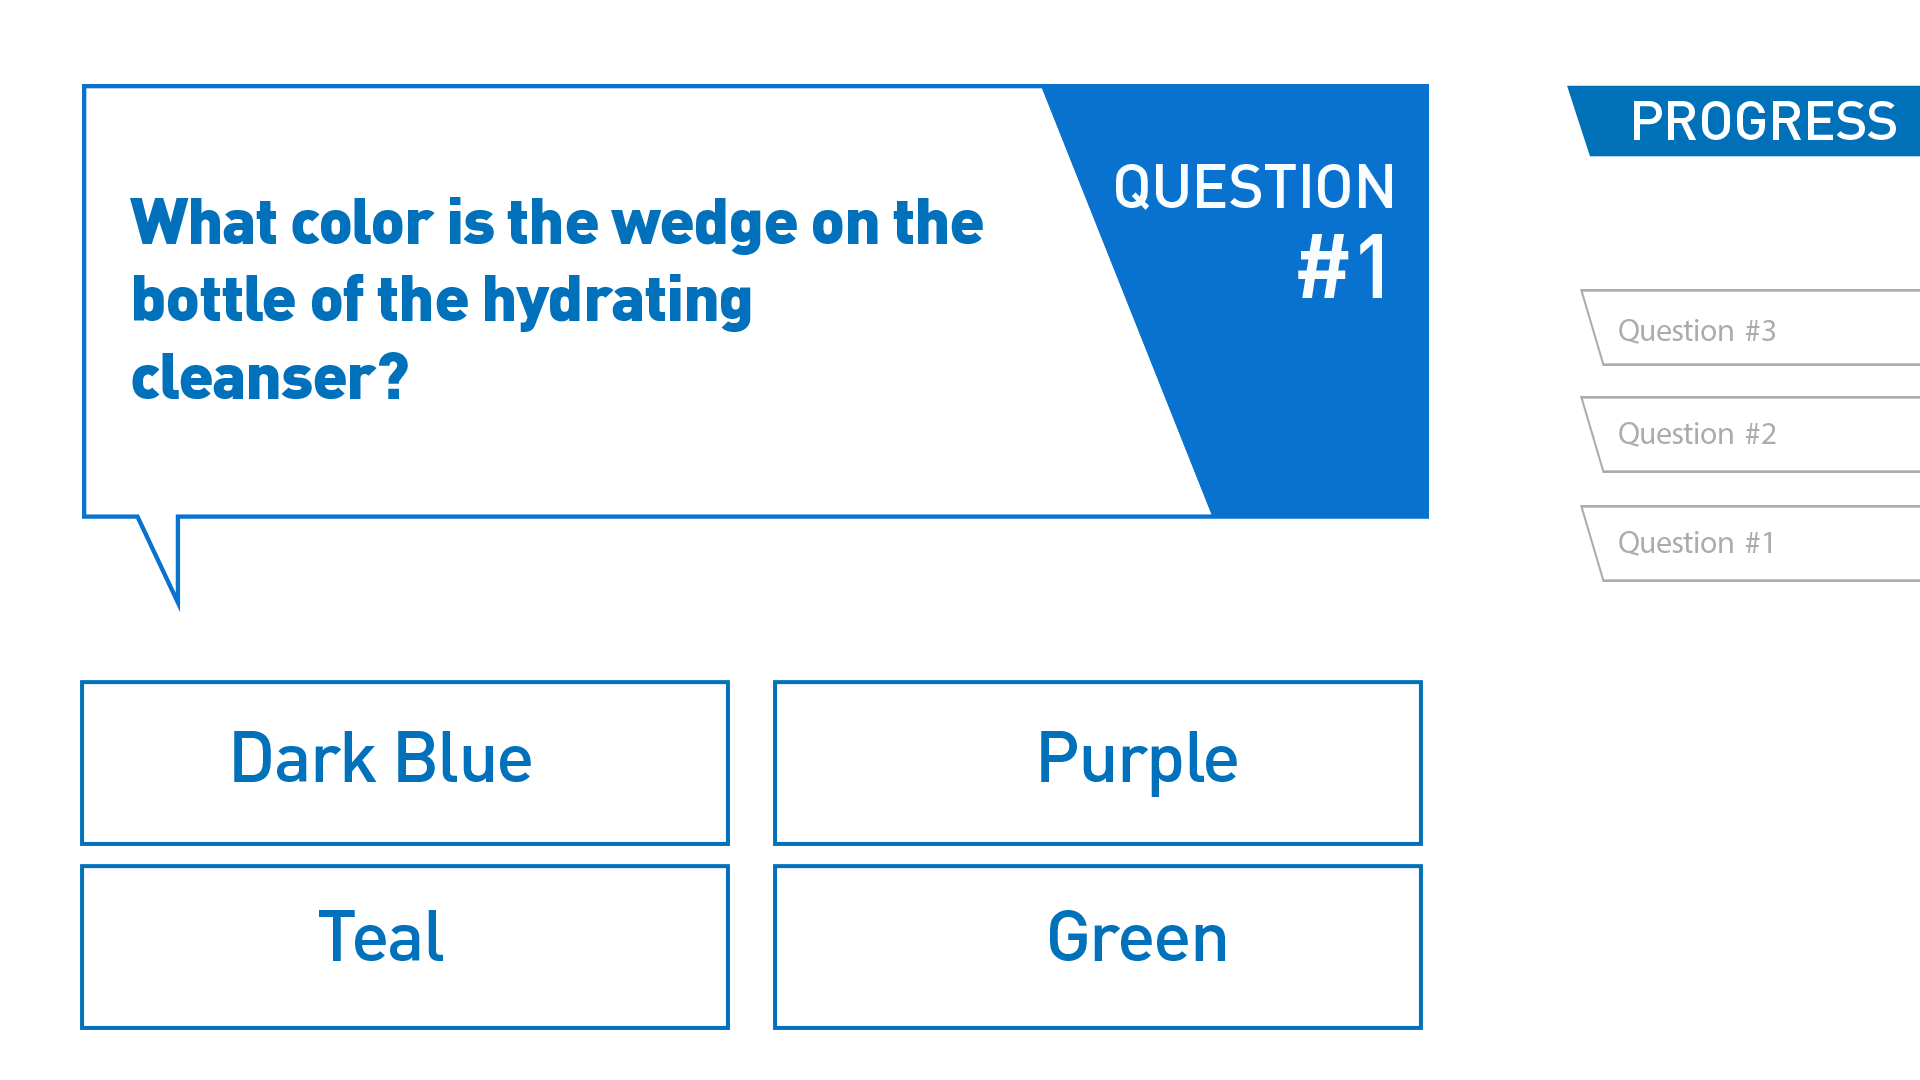 What color is the wedge on the
bottle of the hydrating
cleanser?
QUESTION
#1
PROGRESS
Question #3
Question #2
Question #1
Dark Blue
Purple
Teal
Green